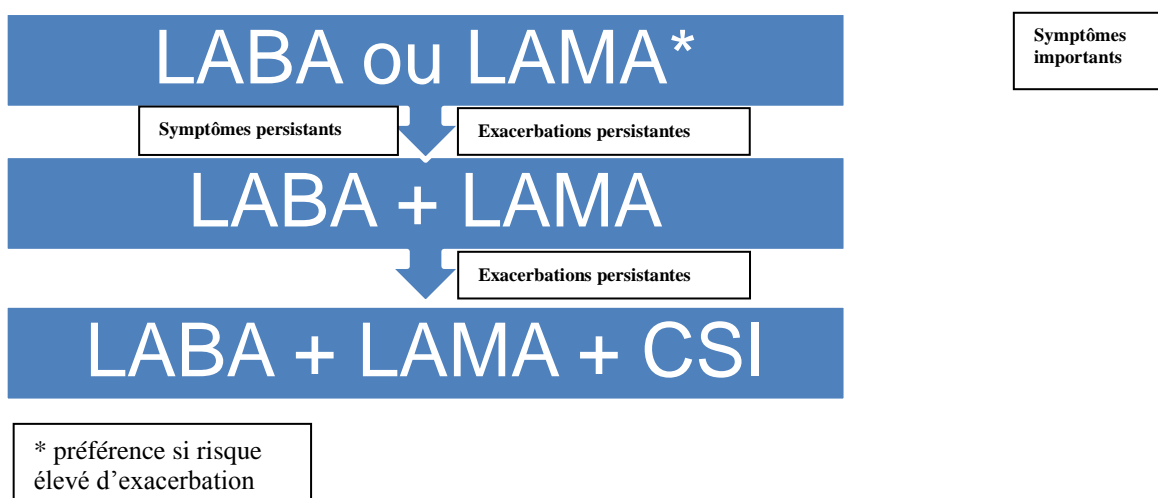 LABA ou LAMA*
Symptômes
importants
Symptômes persistants
Exacerbations persistantes
LABA + LAMA
Exacerbations persistantes
LABA + LAMA + CSI
* préférence si risque
élevé d’exacerbation